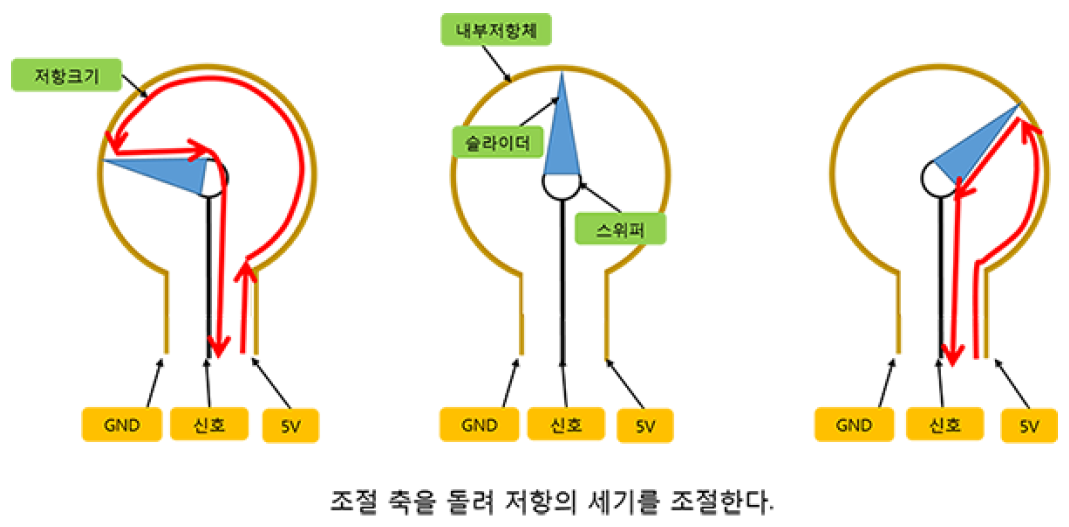 내부저항체
저항크기
슬라이더
스위퍼
GND
신호
5V
GND
신호
5V
GND
신호
5V
조절 축을 돌려 저항의 세기를 조절한다.